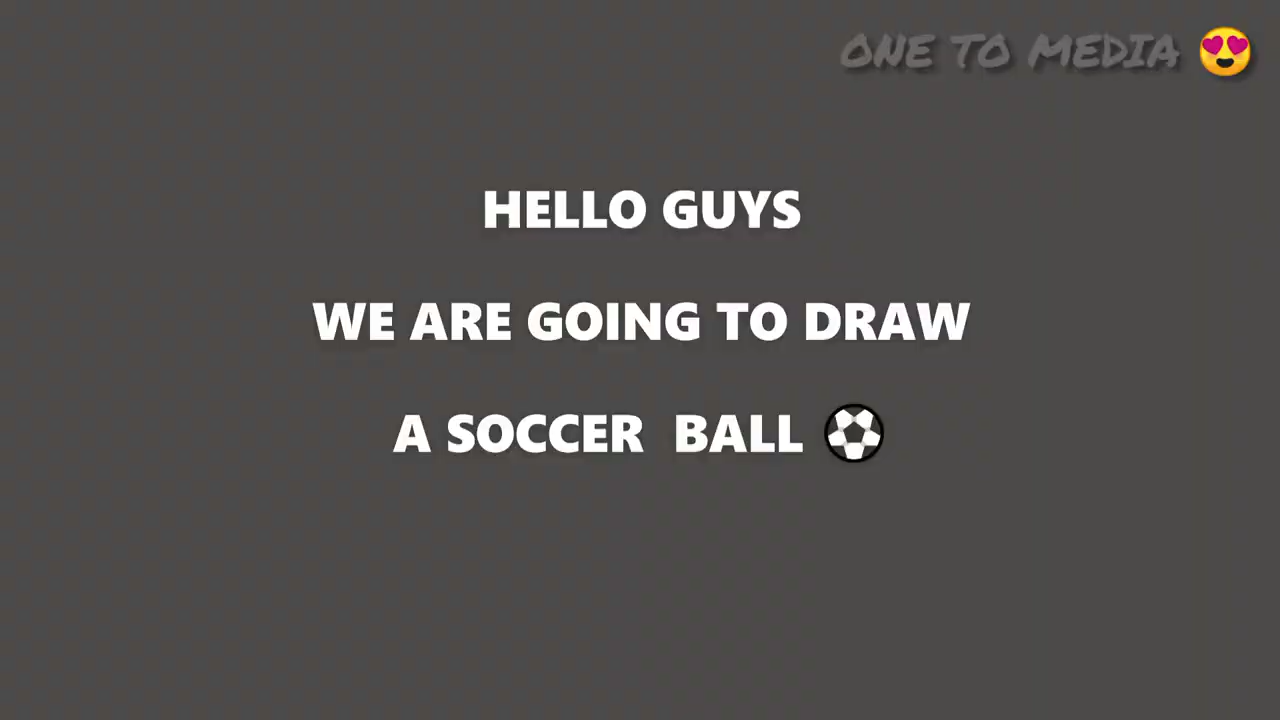 ONE TO MEDIA 😍
HELLO GUYS
WE ARE GOING TO DRAW
A SOCCER BALL ⚽